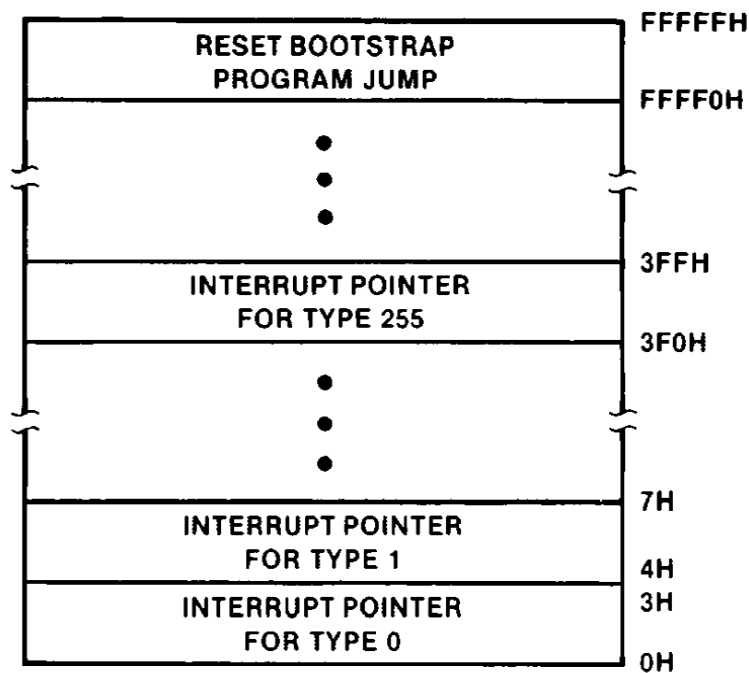 FFFFFH
RESET BOOTSTRAP
PROGRAM JUMP
FFFF0H
3FFH
INTERRUPT POINTER
FOR TYPE 255
3F0H
7H
INTERRUPT POINTER
FOR TYPE 1
4H
3H
INTERRUPT POINTER
FOR TYPE 0
0H